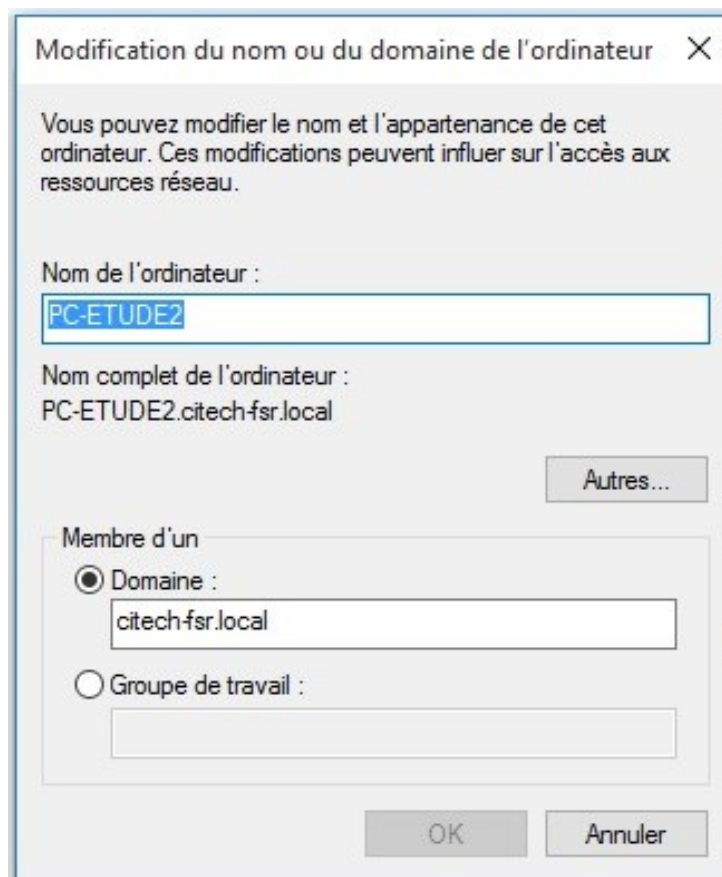 Modification du nom ou du domaine de l'ordinateur
Vous pouvez modifier le nom et l'appartenance de cet
ordinateur. Ces modifications peuvent influer sur l'accès aux
ressources réseau.
Nom de l'ordinateur :
PC-ETUDE2
Nom complet de l'ordinateur :
PC-ETUDE2.citech-fsr.local
Autres...
Membre d'un
Domaine :
citech-fsr.local
Groupe de travail :
OK
Annuler